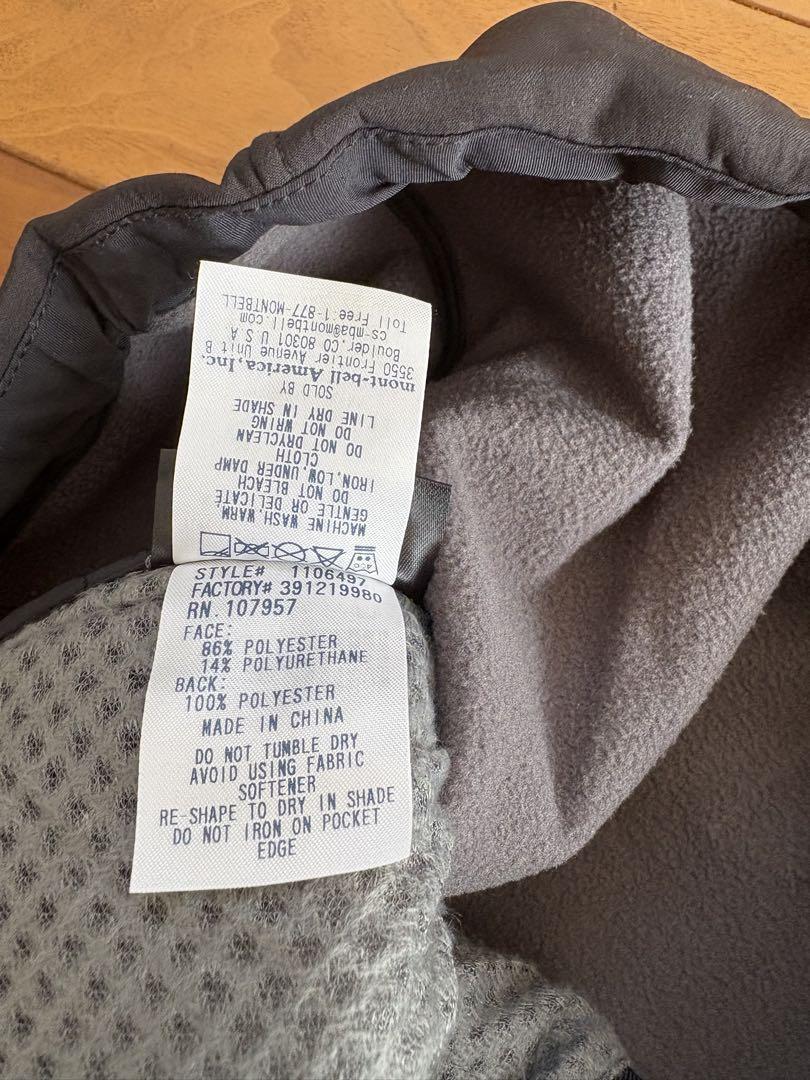 MACHINE WASH,WARM,
GENTLE OR DELICATE
DO NOT BLEACH
IRON,LOW,UNDER DAMP
CLOTH
DO NOT DRYCLEAN
DO NOT WRING
LINE DRY IN SHADE
SOLD BY
mont-bell America,Inc.
3550 Frontier Avenue Unit B
Boulder,CO 80301 U S A
cs-mba@montbell.com
Toll Free:1-877-MONTBELL
STYLE# 1106497
FACTORY# 391219980
RN. 107957
FACE:
86% POLYESTER
14% POLYURETHANE
BACK:
100% POLYESTER
MADE IN CHINA
DO NOT TUMBLE DRY
AVOID USING FABRIC
SOFTENER
RE-SHAPE TO DRY IN SHADE
DO NOT IRON ON POCKET
EDGE